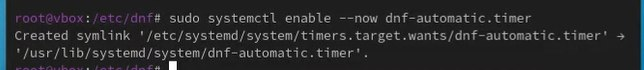 root@vbox:/etc/dnf# sudo systemctl enable --now dnf-automatic.timer
Created symlink '/etc/systemd/system/timers.target.wants/dnf-automatic.timer' →
'/usr/lib/systemd/system/dnf-automatic.timer'.
root@vbox:/etc/dnf#